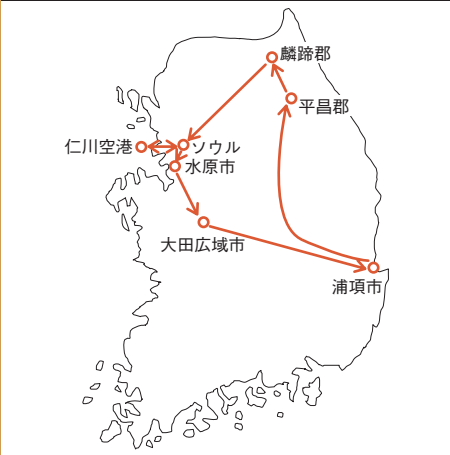 麟蹄郡
平昌郡
仁川空港
ソウル
水原市
大田広域市
浦項市